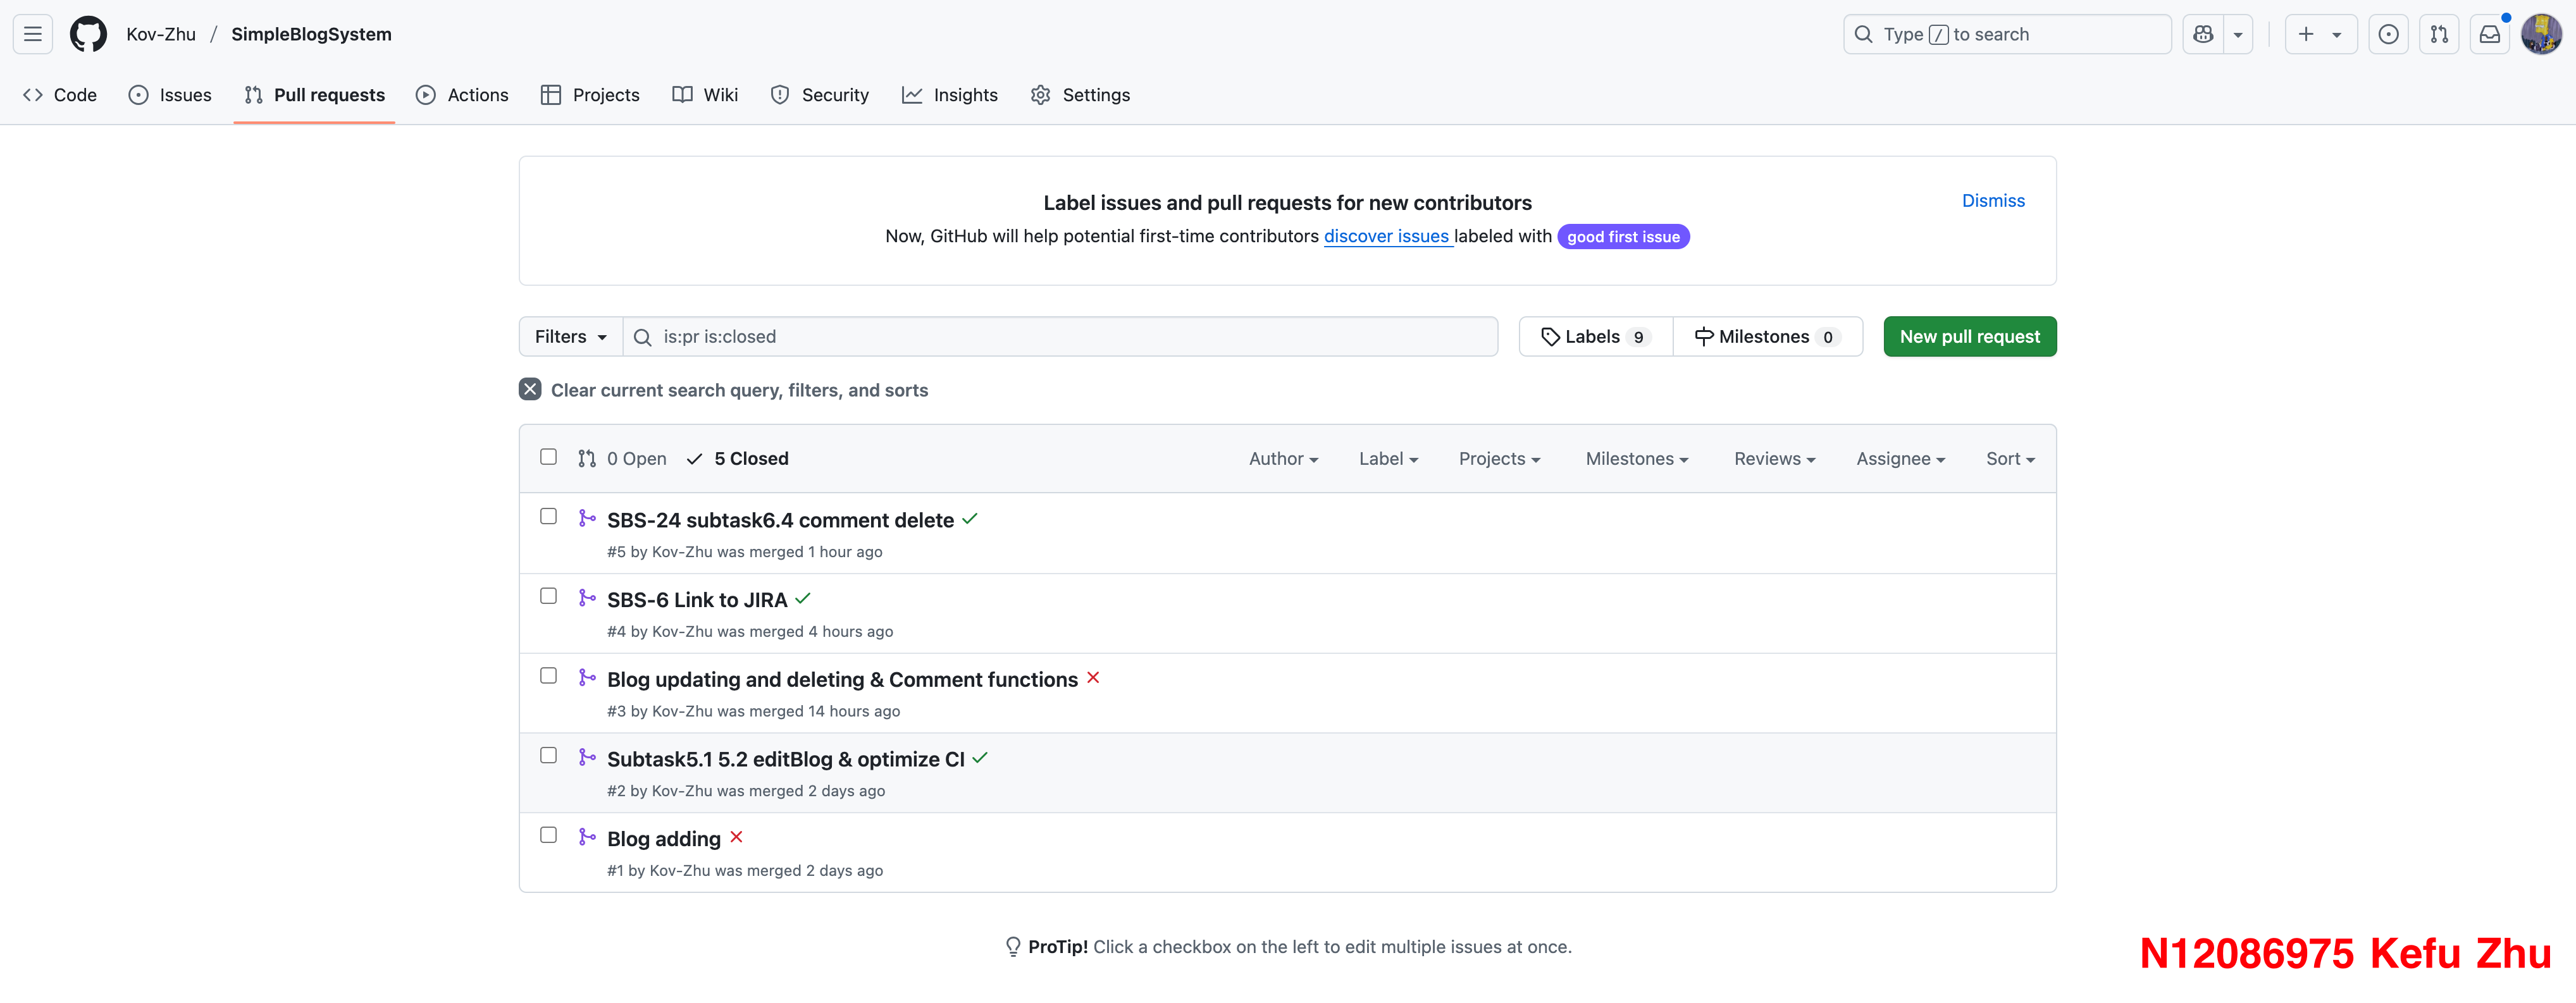 Kov-Zhu / SimpleBlogSystem
Type / to search
Code Issues Pull requests Actions Projects Wiki Security Insights Settings
Label issues and pull requests for new contributors
Dismiss
Now, GitHub will help potential first-time contributors discover issues labeled with good first issue
Filters is:pr is:closed Labels 9 Milestones 0 New pull request
Clear current search query, filters, and sorts
0 Open 5 Closed Author Label Projects Milestones Reviews Assignee Sort
SBS-24 subtask6.4 comment delete
#5 by Kov-Zhu was merged 1 hour ago
SBS-6 Link to JIRA
#4 by Kov-Zhu was merged 4 hours ago
Blog updating and deleting & Comment functions
#3 by Kov-Zhu was merged 14 hours ago
Subtask5.1 5.2 editBlog & optimize CI
#2 by Kov-Zhu was merged 2 days ago
Blog adding
#1 by Kov-Zhu was merged 2 days ago
ProTip! Click a checkbox on the left to edit multiple issues at once.
N12086975 Kefu Zhu